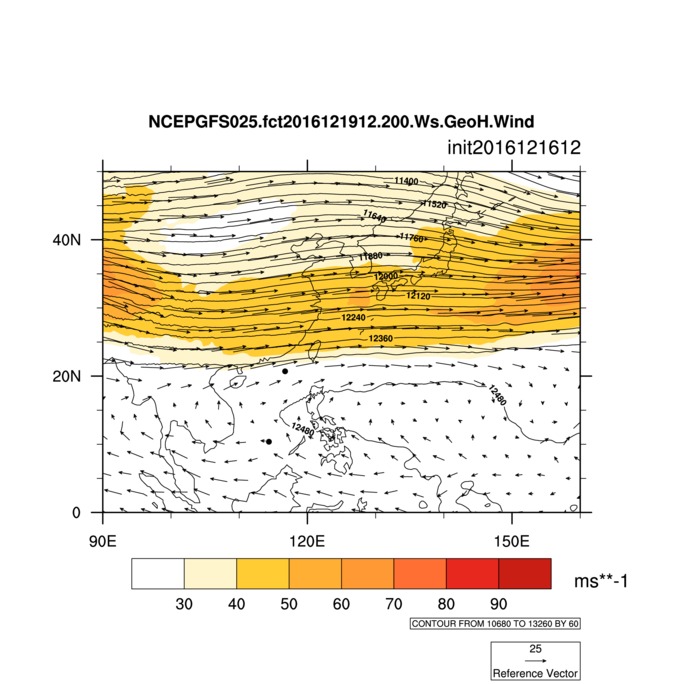 NCEPGFS025.fct2016121912.200.Ws.GeoH.Wind
init2016121612
11400
11520
11640
11760
40N
11880
12000
12120
12240
12360
20N
12480
12480
0
90E 120E 150E
ms**-1
30 40 50 60 70 80 90
CONTOUR FROM 10680 TO 13260 BY 60
25
Reference Vector